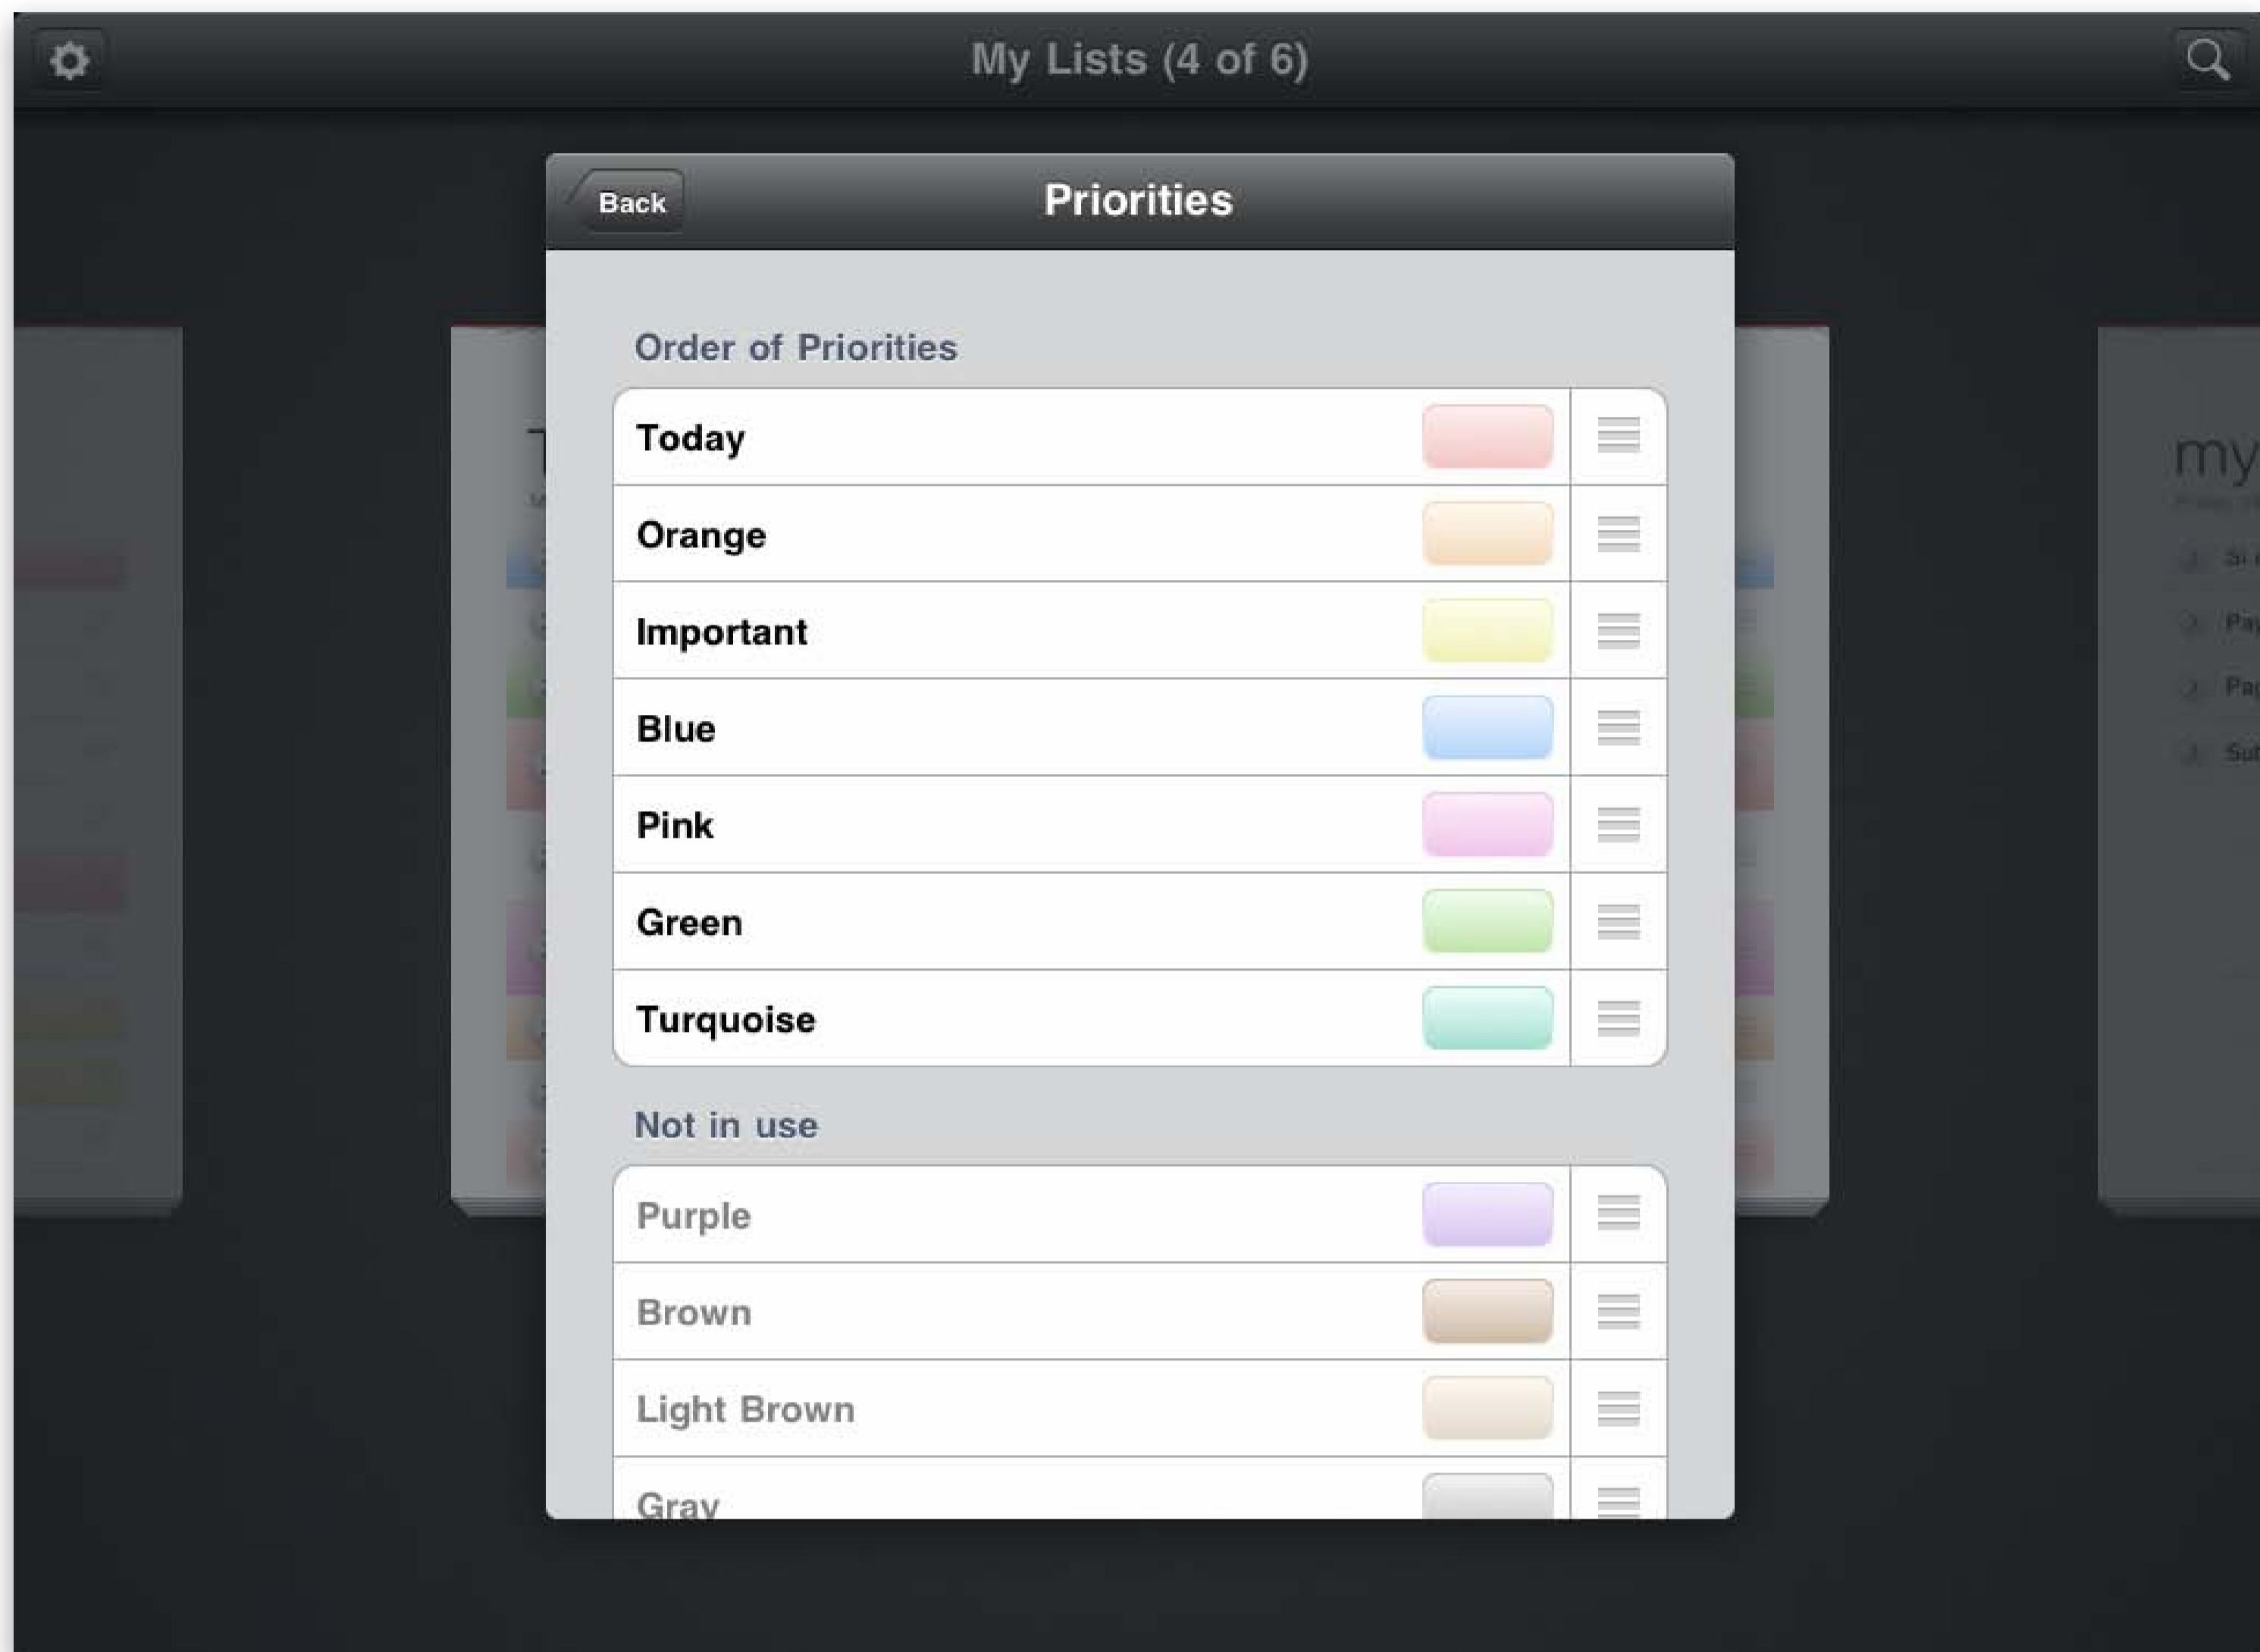 My Lists (4 of 6)
Back
Priorities
Order of Priorities
Today
Orange
Important
Blue
Pink
Green
Turquoise
Not in use
Purple
Brown
Light Brown
Gray
my